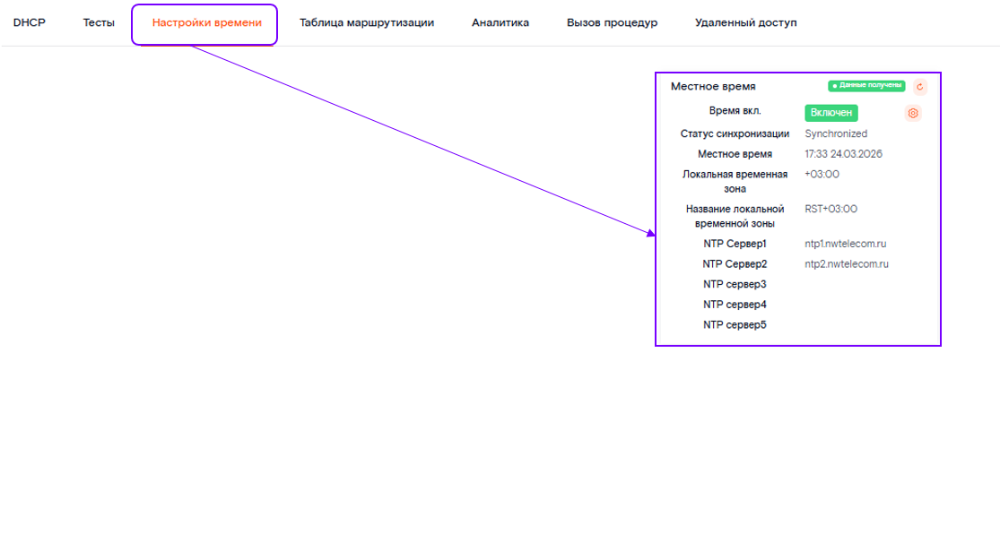 DHCP Тесты Настройки времени Таблица маршрутизации Аналитика Вызов процедур Удаленный доступ
Местное время Данные получены
Время вкл. Включен
Статус синхронизации Synchronized
Местное время 17:33 24.03.2026
Локальная временная зона +03:00
Название локальной временной зоны RST+03:00
NTP Сервер1 ntp1.nwtelecom.ru
NTP Сервер2 ntp2.nwtelecom.ru
NTP сервер3
NTP сервер4
NTP сервер5